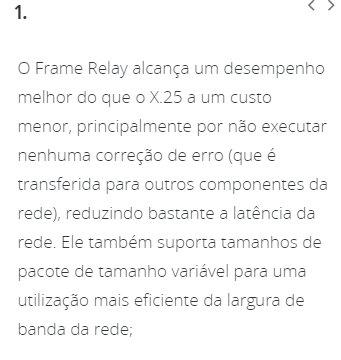 1.
O Frame Relay alcança um desempenho
melhor do que o X.25 a um custo
menor, principalmente por não executar
nenhuma correção de erro (que é
transferida para outros componentes da
rede), reduzindo bastante a latência da
rede. Ele também suporta tamanhos de
pacote de tamanho variável para uma
utilização mais eficiente da largura de
banda da rede;